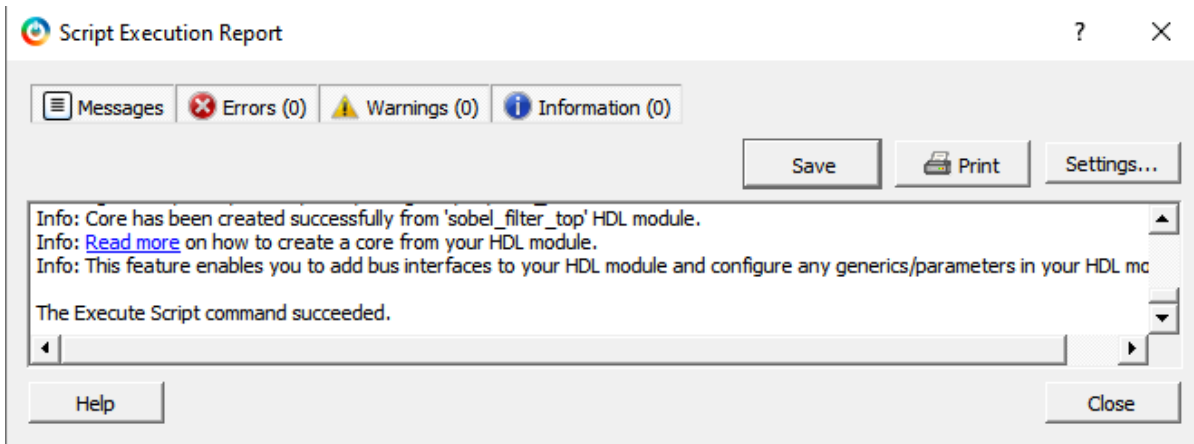 Script Execution Report
?
Messages
Errors (0)
Warnings (0)
Information (0)
Save
Print
Settings...
Info: Core has been created successfully from 'sobel_filter_top' HDL module.
Info: Read more on how to create a core from your HDL module.
Info: This feature enables you to add bus interfaces to your HDL module and configure any generics/parameters in your HDL mo
The Execute Script command succeeded.
Help
Close